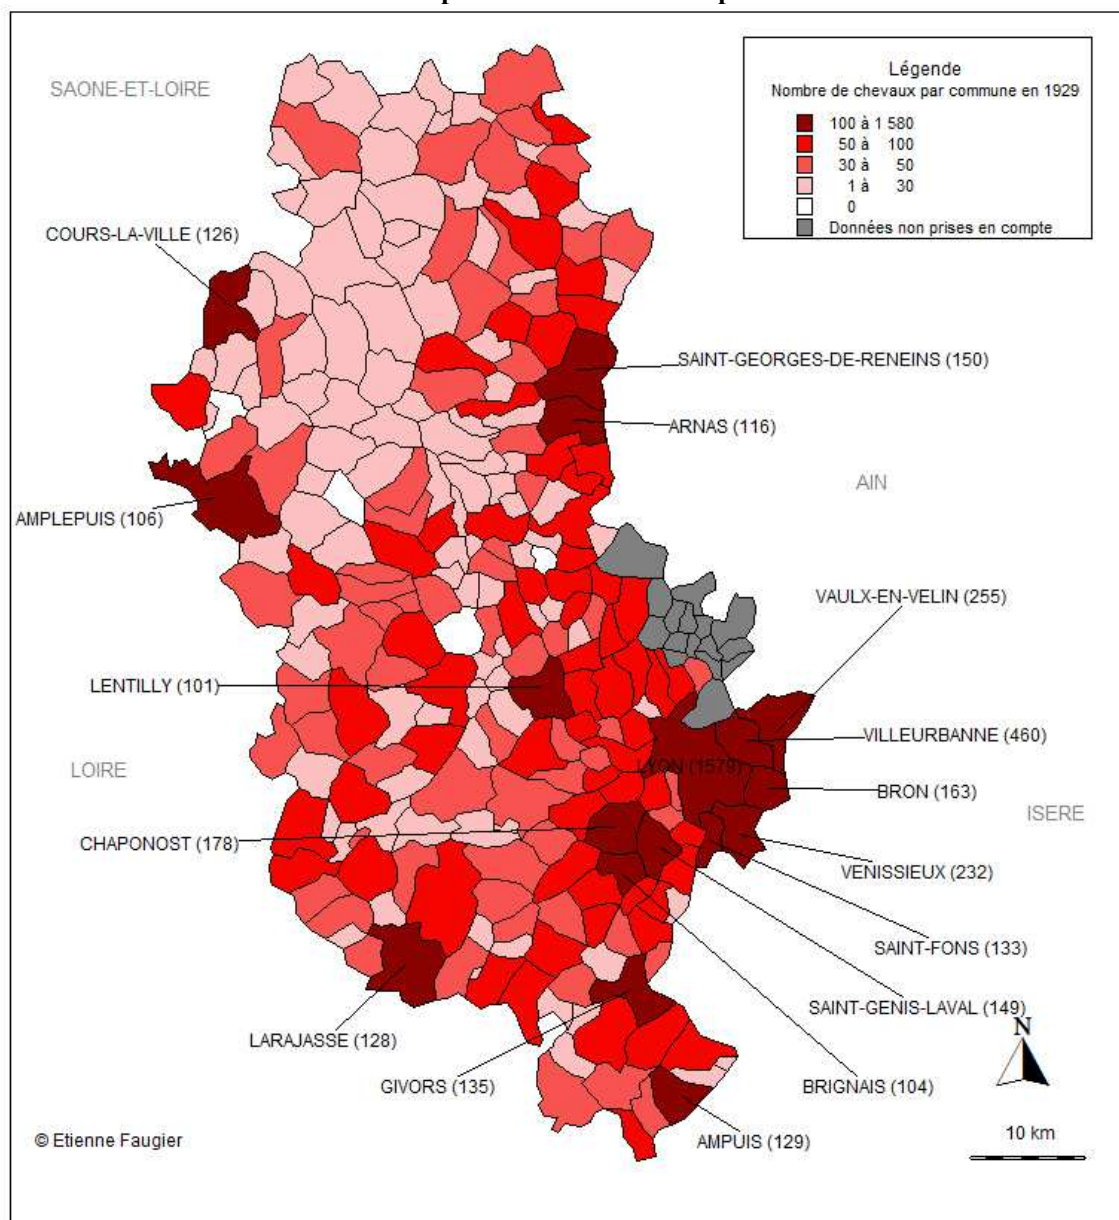 SAONE-ET-LOIRE
Légende
Nombre de chevaux par commune en 1929
100 à 1 580
50 à 100
30 à 50
1 à 30
0
Données non prises en compte
COURS-LA-VILLE (126)
SAINT-GEORGES-DE-RENEINS (150)
ARNAS (116)
AIN
AMPLEPUIS (106)
VAULX-EN-VELIN (255)
LENTILLY (101)
VILLEURBANNE (460)
LOIRE
LYON (1579)
BRON (163)
ISERE
CHAPONOST (178)
VENISSIEUX (232)
SAINT-FONS (133)
SAINT-GENIS-LAVAL (149)
N
LARAJASSE (128)
GIVORS (135)
BRIGNAIS (104)
© Etienne Faugier
AMPUIS (129)
10 km